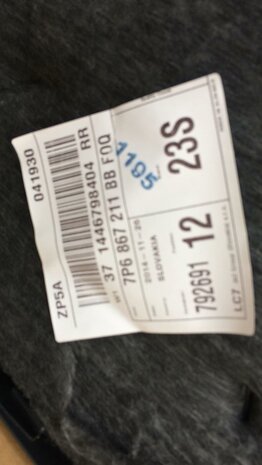 041930
ZP5A
37 1446798404 RR
7P6 867 211 BB FOQ
1195
2014-11-26
SLOVAKIA
23S
792691 12
LC7